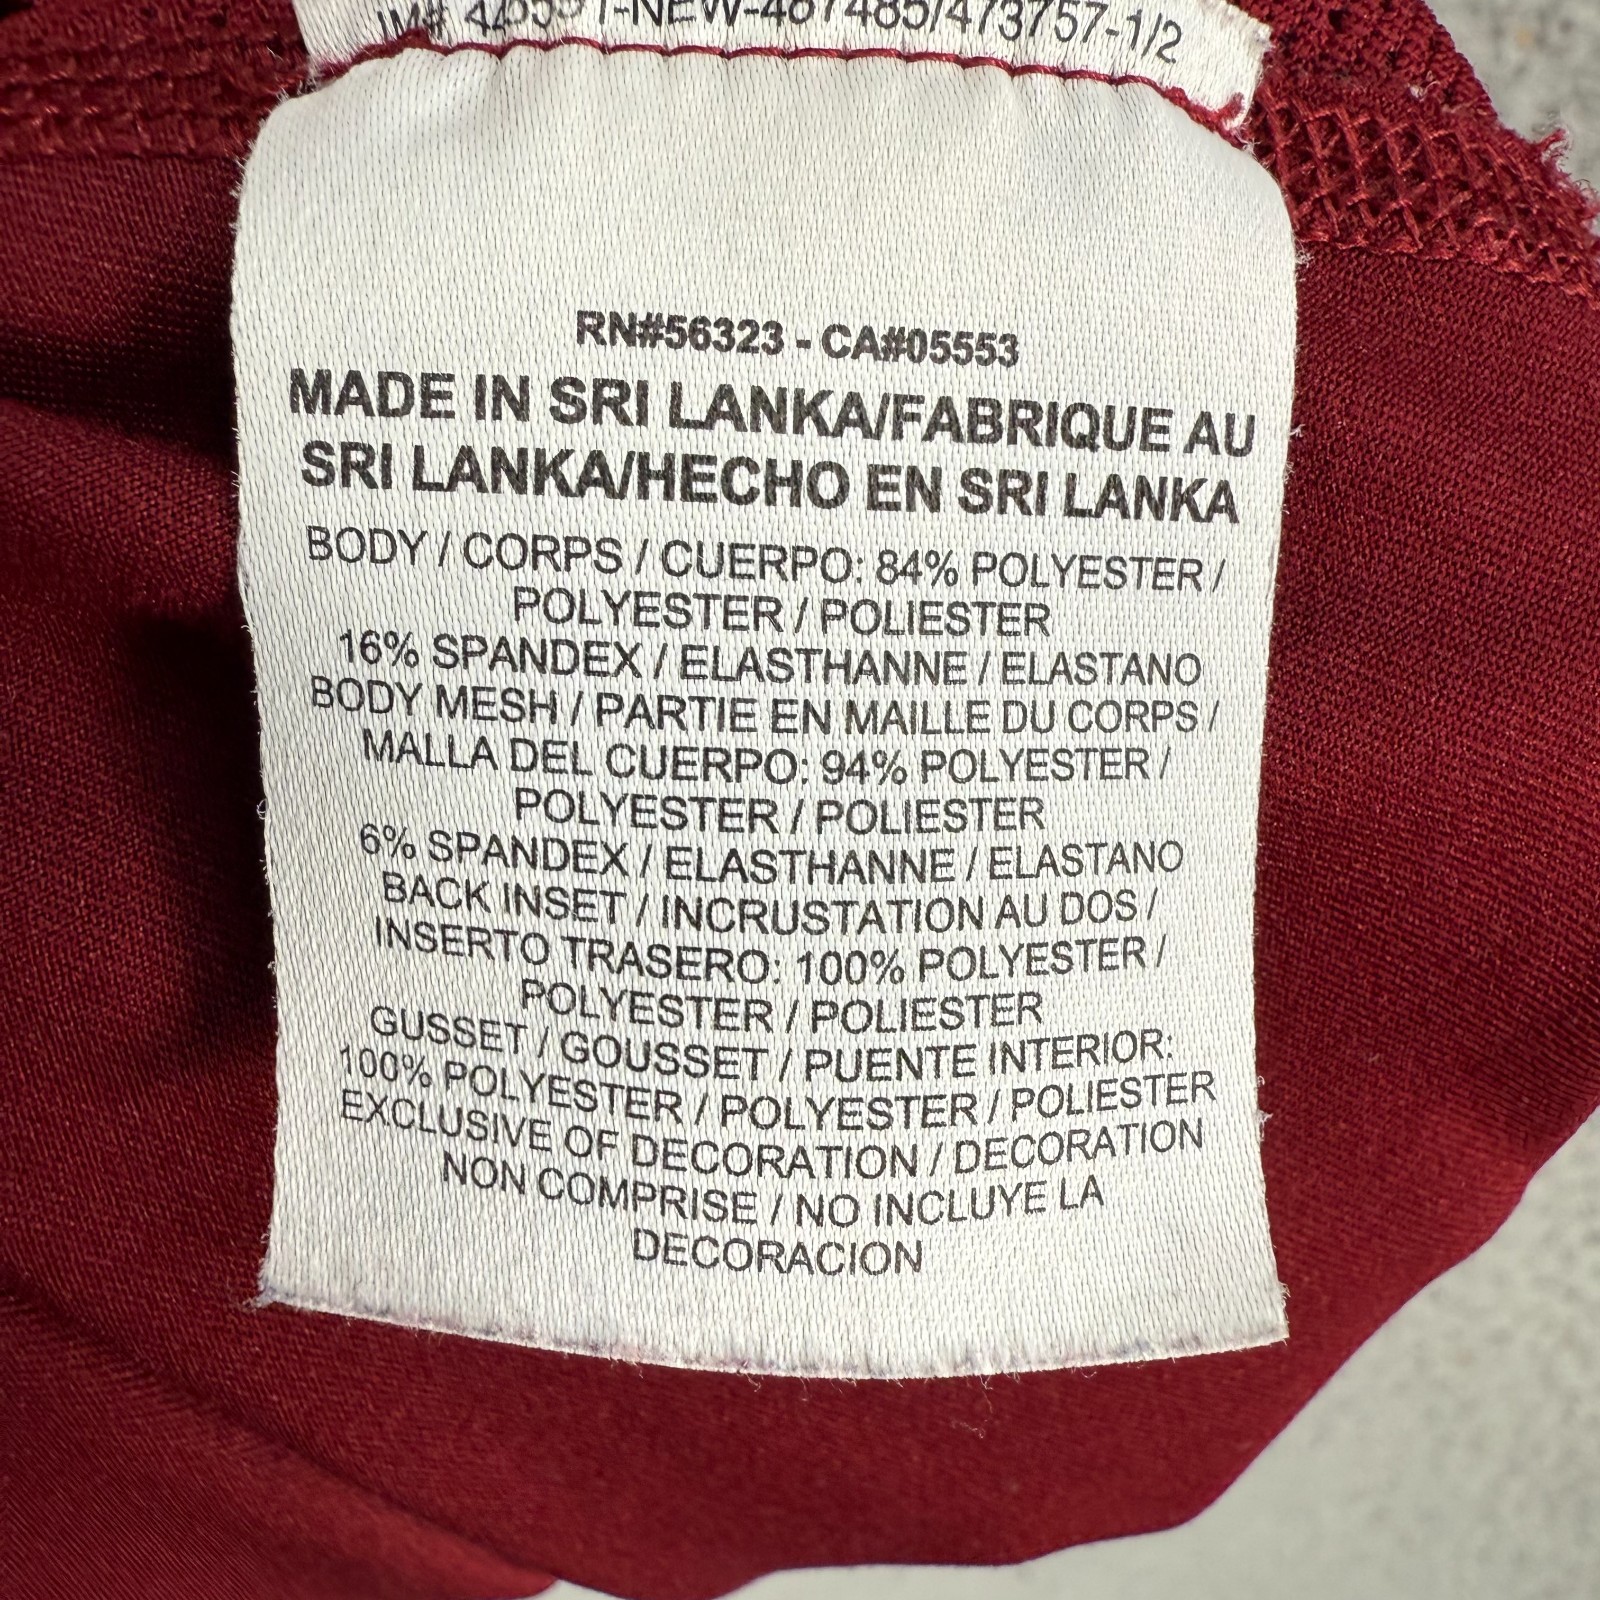 RN#56323 - CA#05553
MADE IN SRI LANKA/FABRIQUE AU
SRI LANKA/HECHO EN SRI LANKA
BODY / CORPS / CUERPO: 84% POLYESTER /
POLYESTER / POLIESTER
16% SPANDEX / ELASTHANNE / ELASTANO
BODY MESH / PARTIE EN MAILLE DU CORPS /
MALLA DEL CUERPO: 94% POLYESTER /
POLYESTER / POLIESTER
6% SPANDEX / ELASTHANNE / ELASTANO
BACK INSET / INCRUSTATION AU DOS /
INSERTO TRASERO: 100% POLYESTER /
POLYESTER / POLIESTER
GUSSET / GOUSSET / PUENTE INTERIOR:
100% POLYESTER / POLYESTER / POLIESTER
EXCLUSIVE OF DECORATION / DECORATION
NON COMPRISE / NO INCLUYE LA
DECORACION